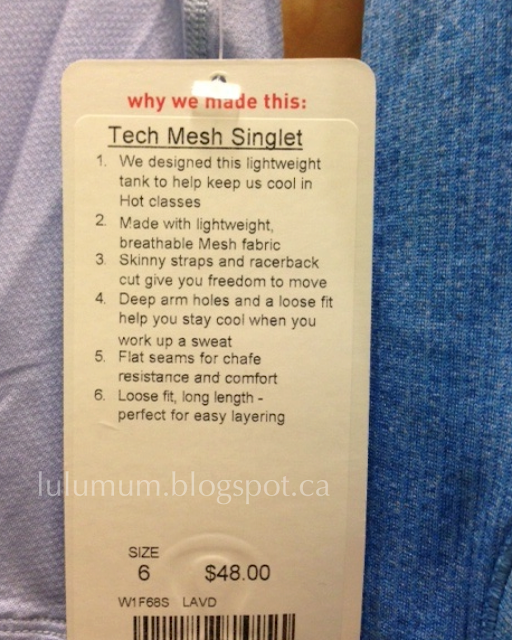 why we made this:
Tech Mesh Singlet
1. We designed this lightweight
tank to help keep us cool in
Hot classes
2. Made with lightweight,
breathable Mesh fabric
3. Skinny straps and racerback
cut give you freedom to move
4. Deep arm holes and a loose fit
help you stay cool when you
work up a sweat
5. Flat seams for chafe
resistance and comfort
6. Loose fit, long length -
perfect for easy layering
lulumum.blogspot.ca
SIZE
6 $48.00
W1F68S LAVD